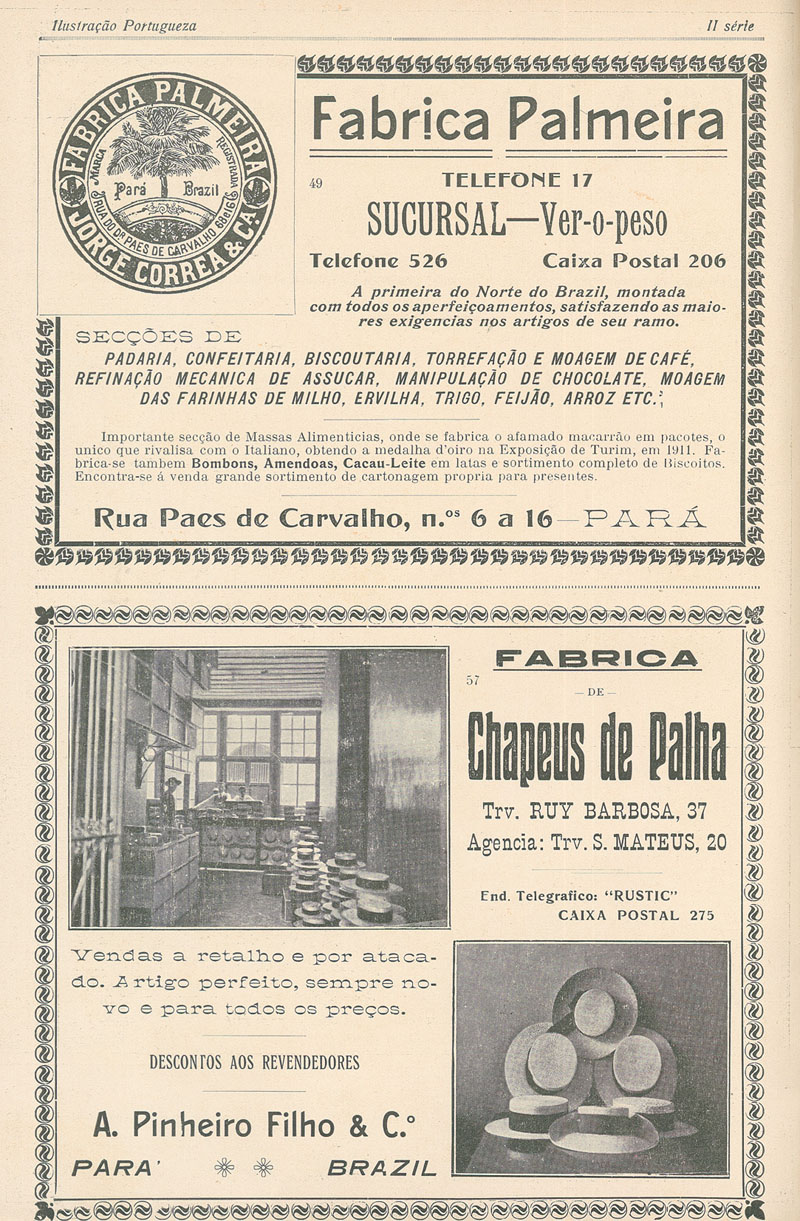 Ilustração Portugueza
II série
FABRICA PALMEIRA
MARCA REGISTRADA
Pará Brazil
RUA DO DR PAES DE CARVALHO 6 8 e 16
JORGE CORREA & CA.
Fabrica Palmeira
49
TELEFONE 17
SUCURSAL—Ver-o-peso
Telefone 526 Caixa Postal 206
A primeira do Norte do Brazil, montada
com todos os aperfeiçoamentos, satisfazendo as maio-
res exigencias nos artigos de seu ramo.
SECÇÕES DE
PADARIA, CONFEITARIA, BISCOUTARIA, TORREFAÇÃO E MOAGEM DE CAFÉ,
REFINAÇÃO MECANICA DE ASSUCAR, MANIPULAÇÃO DE CHOCOLATE, MOAGEM
DAS FARINHAS DE MILHO, ERVILHA, TRIGO, FEIJÃO, ARROZ ETC.,
Importante secção de Massas Alimenticias, onde se fabrica o afamado macarrão em pacotes, o
unico que rivalisa com o Italiano, obtendo a medalha d'oiro na Exposição de Turim, em 1911. Fa-
brica-se tambem Bombons, Amendoas, Cacau-Leite em latas e sortimento completo de Biscoitos.
Encontra-se á venda grande sortimento de cartonagem propria para presentes.
Rua Paes de Carvalho, n.os 6 a 16—PARÁ
FABRICA
57
— DE —
Chapeus de Palha
Trv. RUY BARBOSA, 37
Agencia: Trv. S. MATEUS, 20
End. Telegrafico: “RUSTIC”
CAIXA POSTAL 275
Vendas a retalho e por ataca-
do. Artigo perfeito, sempre no-
vo e para todos os preços.
DESCONTOS AOS REVENDEDORES
A. Pinheiro Filho & C.º
PARA' BRAZIL